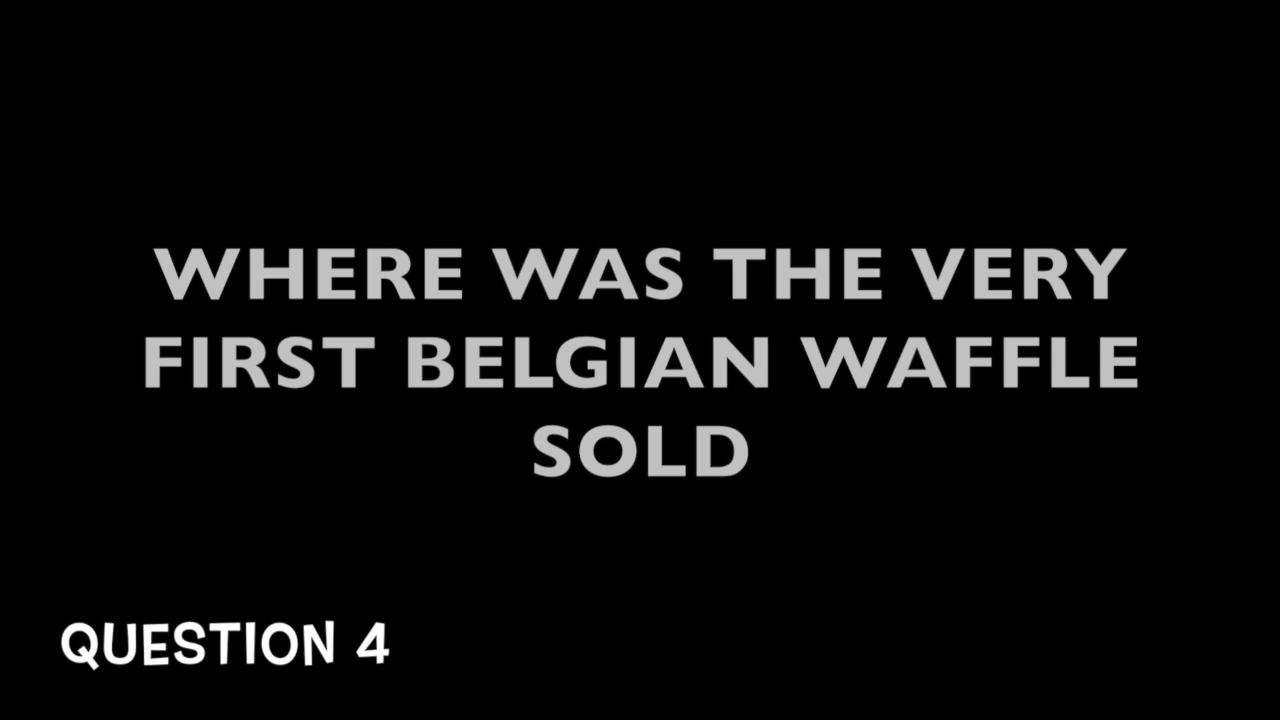 WHERE WAS THE VERY
FIRST BELGIAN WAFFLE
SOLD
QUESTION 4